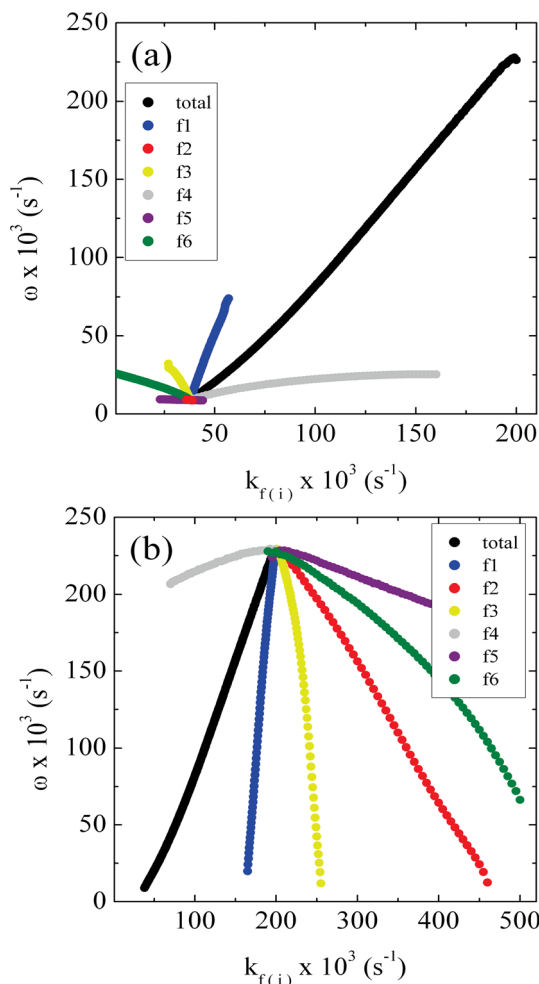 250
(a)
200
total
f1
f2
f3
f4
f5
f6
150
100
50
0
ω x 10³ (s⁻¹)
50 100 150 200
k f ( i ) x 10³ (s⁻¹)
250
(b)
200
total
f1
f2
f3
f4
f5
f6
150
100
50
0
ω x 10³ (s⁻¹)
100 200 300 400 500
k f ( i ) x 10³ (s⁻¹)